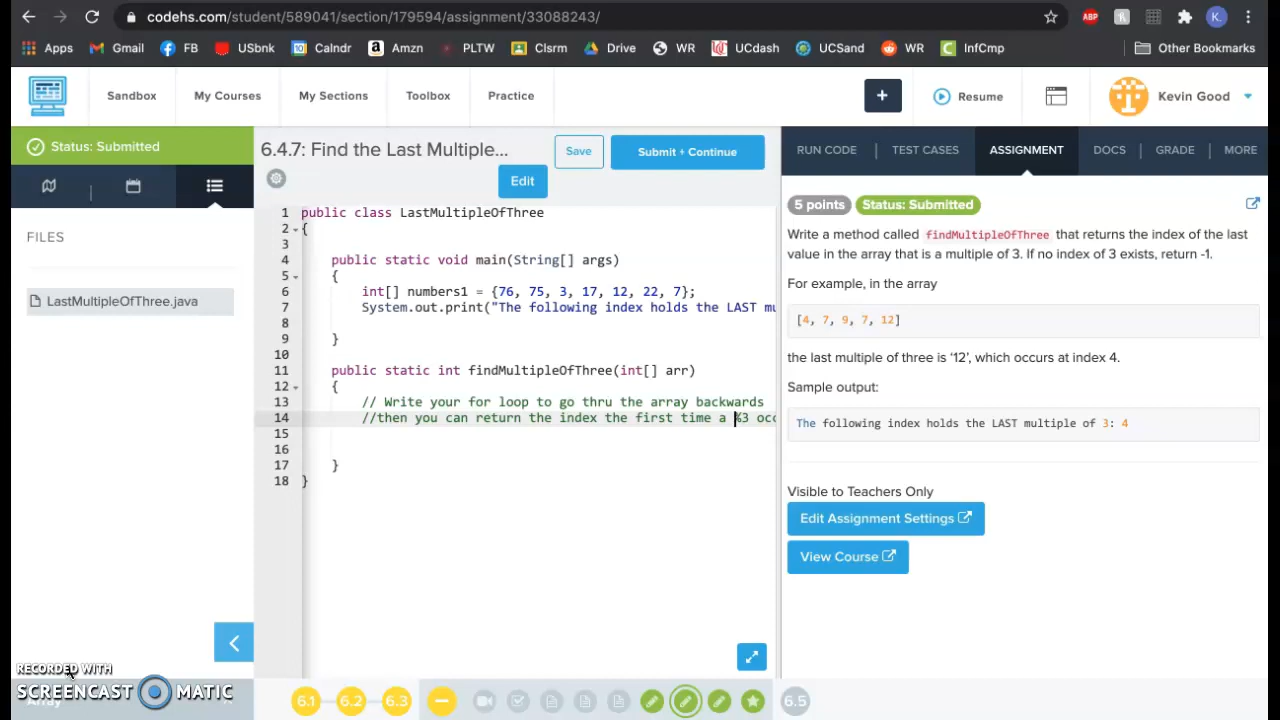 codehs.com/student/589041/section/179594/assignment/33088243/
ABP
K.
Apps Gmail FB USbnk Calndr Amzn PLTW Clsrm Drive WR UCdash UCSand WR InfCmp Other Bookmarks
Sandbox My Courses My Sections Toolbox Practice + Resume Kevin Good
Status: Submitted
FILES
LastMultipleOfThree.java
6.4.7: Find the Last Multiple...
Save
Submit + Continue
Edit
1 public class LastMultipleOfThree
2 {
3
4 public static void main(String[] args)
5 {
6 int[] numbers1 = {76, 75, 3, 17, 12, 22, 7};
7 System.out.print("The following index holds the LAST mu
8
9 }
10
11 public static int findMultipleOfThree(int[] arr)
12 {
13 // Write your for loop to go thru the array backwards
14 //then you can return the index the first time a %3 occ
15
16
17 }
18 }
RUN CODE TEST CASES ASSIGNMENT DOCS GRADE MORE
5 points Status: Submitted
Write a method called findMultipleOfThree that returns the index of the last
value in the array that is a multiple of 3. If no index of 3 exists, return -1.
For example, in the array
[4, 7, 9, 7, 12]
the last multiple of three is ‘12’, which occurs at index 4.
Sample output:
The following index holds the LAST multiple of 3: 4
Visible to Teachers Only
Edit Assignment Settings
View Course
RECORDED WITH
SCREENCAST MATIC
Array
6.1 6.2 6.3 6.5